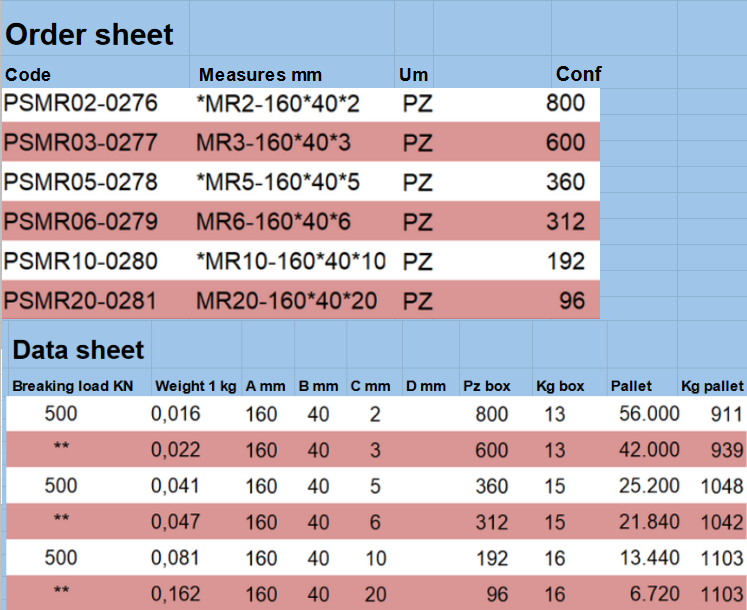 Order sheet
Code Measures mm Um Conf
PSMR02-0276 *MR2-160*40*2 PZ 800
PSMR03-0277 MR3-160*40*3 PZ 600
PSMR05-0278 *MR5-160*40*5 PZ 360
PSMR06-0279 MR6-160*40*6 PZ 312
PSMR10-0280 *MR10-160*40*10 PZ 192
PSMR20-0281 MR20-160*40*20 PZ 96
Data sheet
Breaking load KN Weight 1 kg A mm B mm C mm D mm Pz box Kg box Pallet Kg pallet
500 0,016 160 40 2 800 13 56.000 911
** 0,022 160 40 3 600 13 42.000 939
500 0,041 160 40 5 360 15 25.200 1048
** 0,047 160 40 6 312 15 21.840 1042
500 0,081 160 40 10 192 16 13.440 1103
** 0,162 160 40 20 96 16 6.720 1103